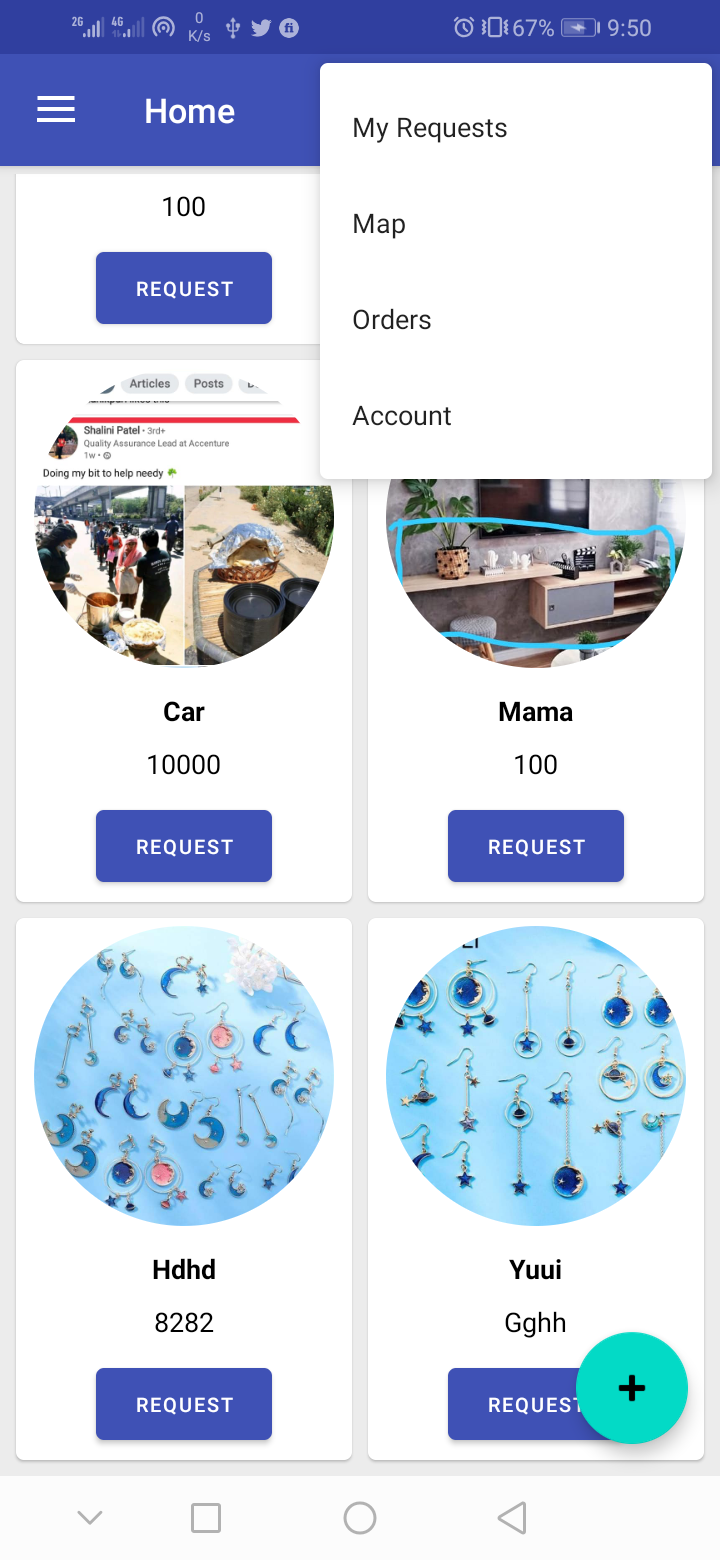 2G 4G 0 K/s 67% 9:50
Home
My Requests
Map
Orders
Account
100
REQUEST
Articles Posts
Shalini Patel • 3rd+
Quality Assurance Lead at Accenture
1w •
Doing my bit to help needy
Car
10000
REQUEST
Mama
100
REQUEST
Hdhd
8282
REQUEST
Yuui
Gghh
REQUEST
+